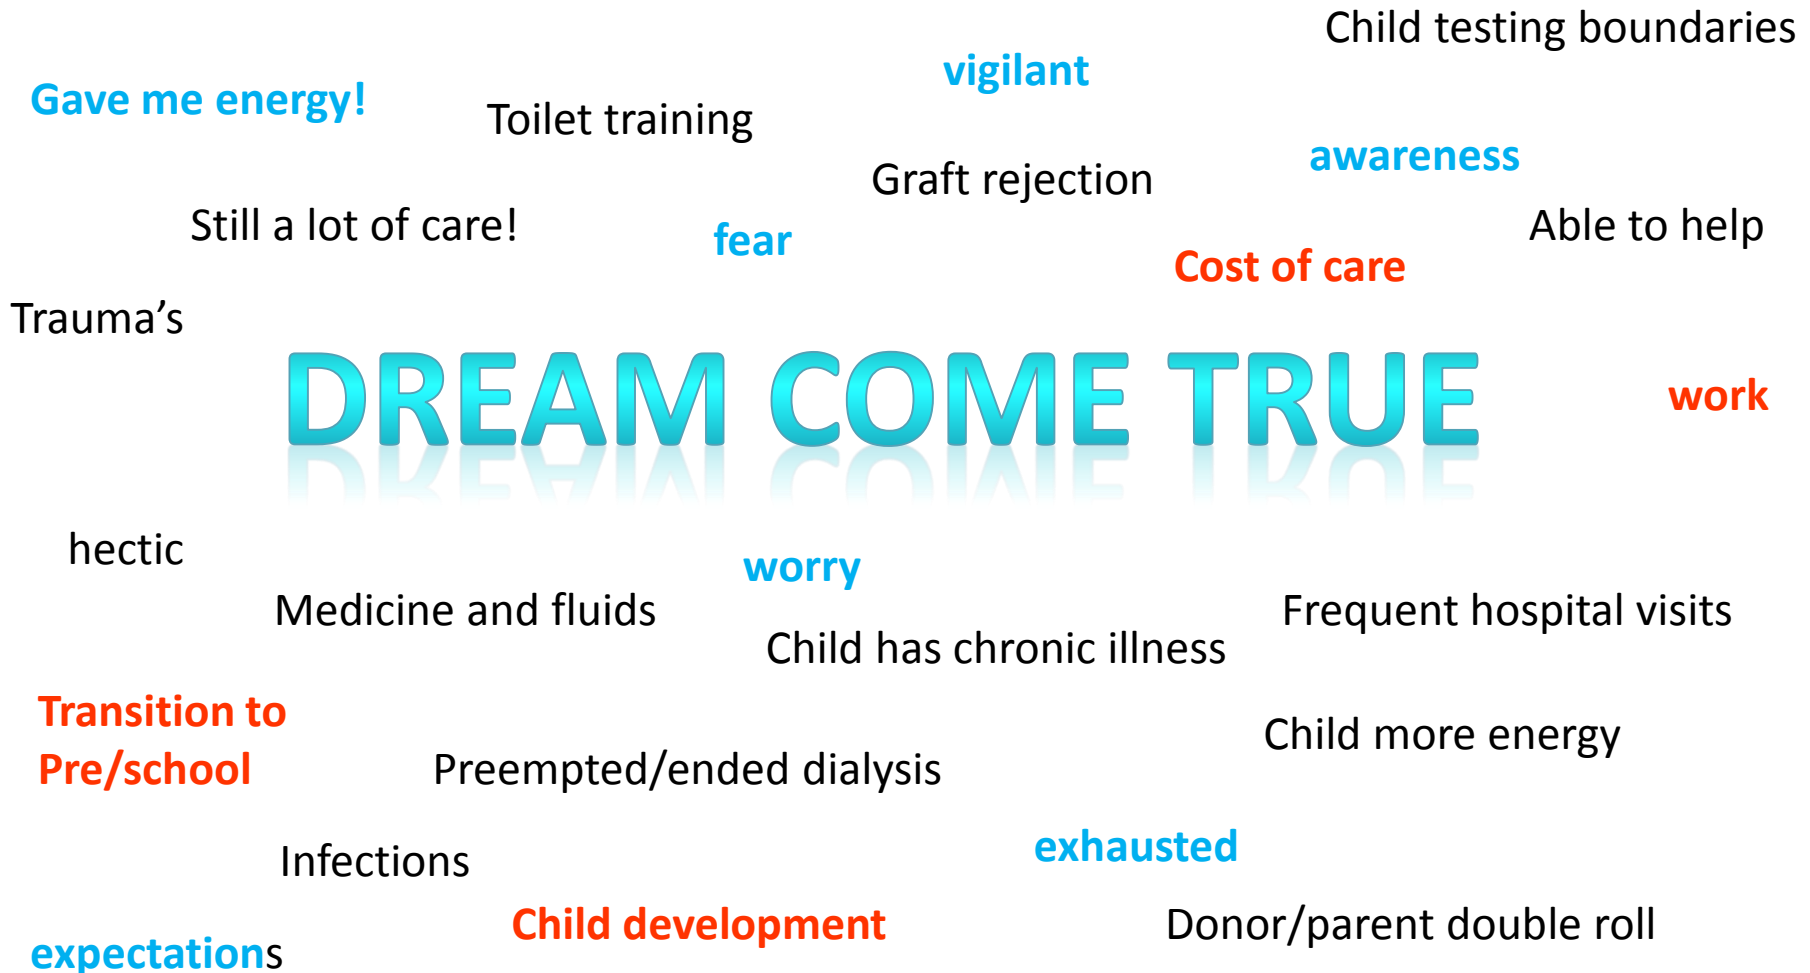 Child testing boundaries
vigilant
Gave me energy!
Toilet training
awareness
Graft rejection
Still a lot of care!
fear
Able to help
Cost of care
Trauma’s
DREAM COME TRUE
work
hectic
worry
Medicine and fluids
Frequent hospital visits
Child has chronic illness
Transition to
Pre/school
Child more energy
Preempted/ended dialysis
exhausted
Infections
Child development
Donor/parent double roll
expectations